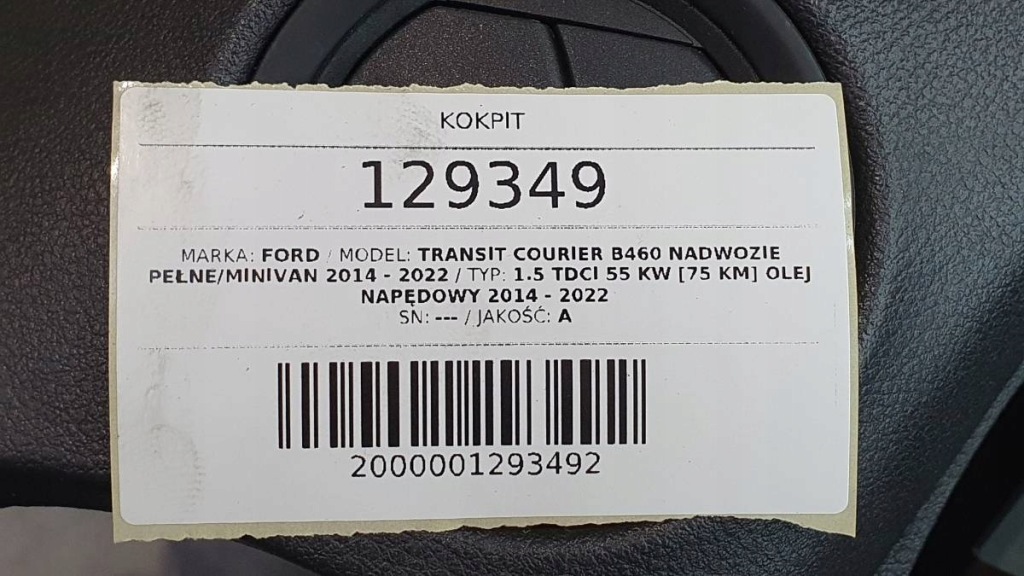 KOKPIT
129349
MARKA: FORD / MODEL: TRANSIT COURIER B460 NADWOZIE
PEŁNE/MINIVAN 2014 - 2022 / TYP: 1.5 TDCI 55 KW [75 KM] OLEJ
NAPĘDOWY 2014 - 2022
SN: --- / JAKOŚĆ: A
2000001293492